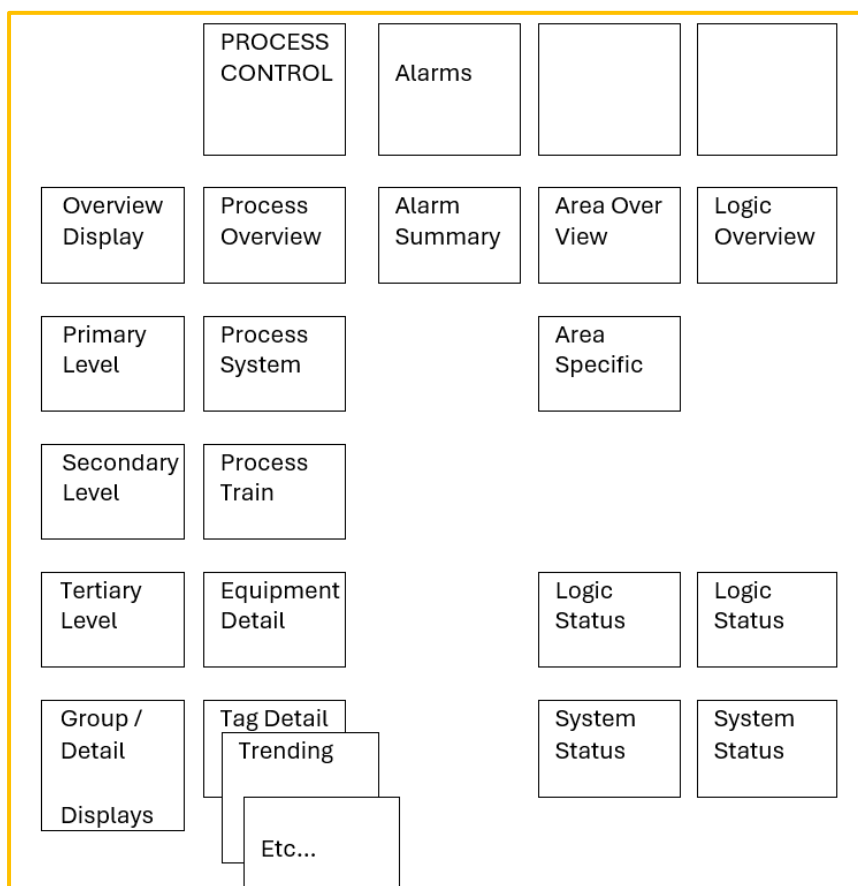 PROCESS
CONTROL
Alarms
Overview
Display
Process
Overview
Alarm
Summary
Area Over
View
Logic
Overview
Primary
Level
Process
System
Area
Specific
Secondary
Level
Process
Train
Tertiary
Level
Equipment
Detail
Logic
Status
Logic
Status
Group /
Detail
Displays
Tag Detail
Trending
Etc...
System
Status
System
Status